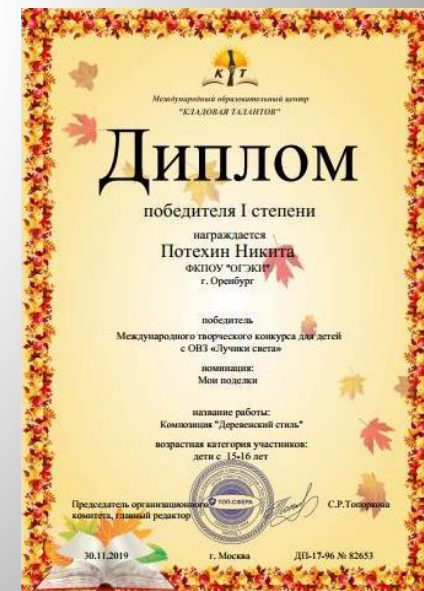 К Т
Международный образовательный центр
"КЛАДОВАЯ ТАЛАНТОВ"
Диплом
победителя I степени
награждается
Потехин Никита
ФКПОУ "ОГЭКИ"
г. Оренбург
победитель
Международного творческого конкурса для детей
с ОВЗ «Лучики света»
номинация:
Мои поделки
название работы:
Композиция "Деревенский стиль"
возрастная категория участников:
дети с 15-16 лет
ТОП-СФЕРА
Председатель организационного С.Р.Топоркова
комитета, главный редактор
30.11.2019 г. Москва ДП-17-96 № 82653